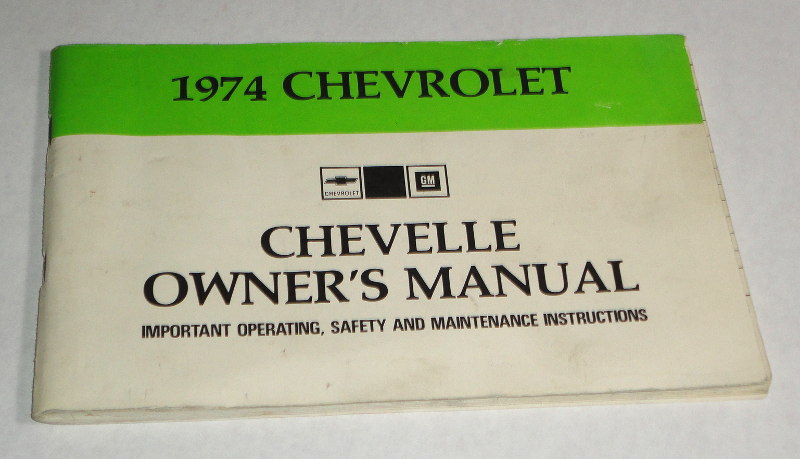 1974 CHEVROLET
CHEVROLET GM
CHEVELLE
OWNER'S MANUAL
IMPORTANT OPERATING, SAFETY AND MAINTENANCE INSTRUCTIONS